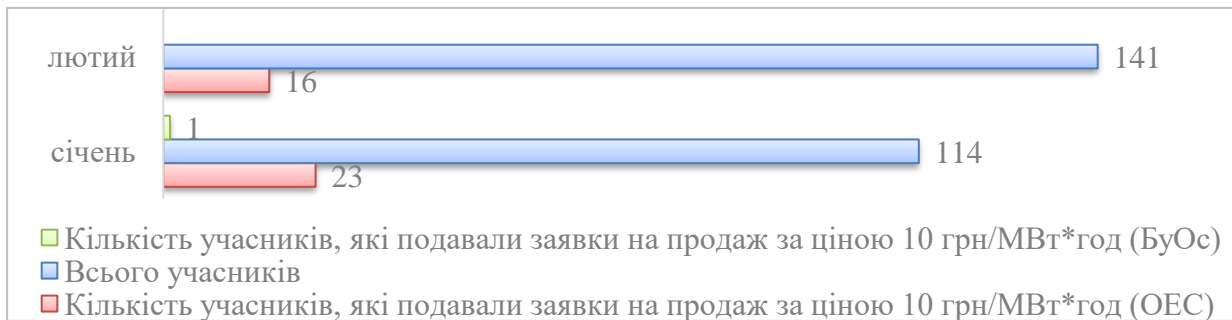 лютий
141
16
1
січень
114
23
Кількість учасників, які подавали заявки на продаж за ціною 10 грн/МВт*год (БуОс)
Всього учасників
Кількість учасників, які подавали заявки на продаж за ціною 10 грн/МВт*год (ОЕС)